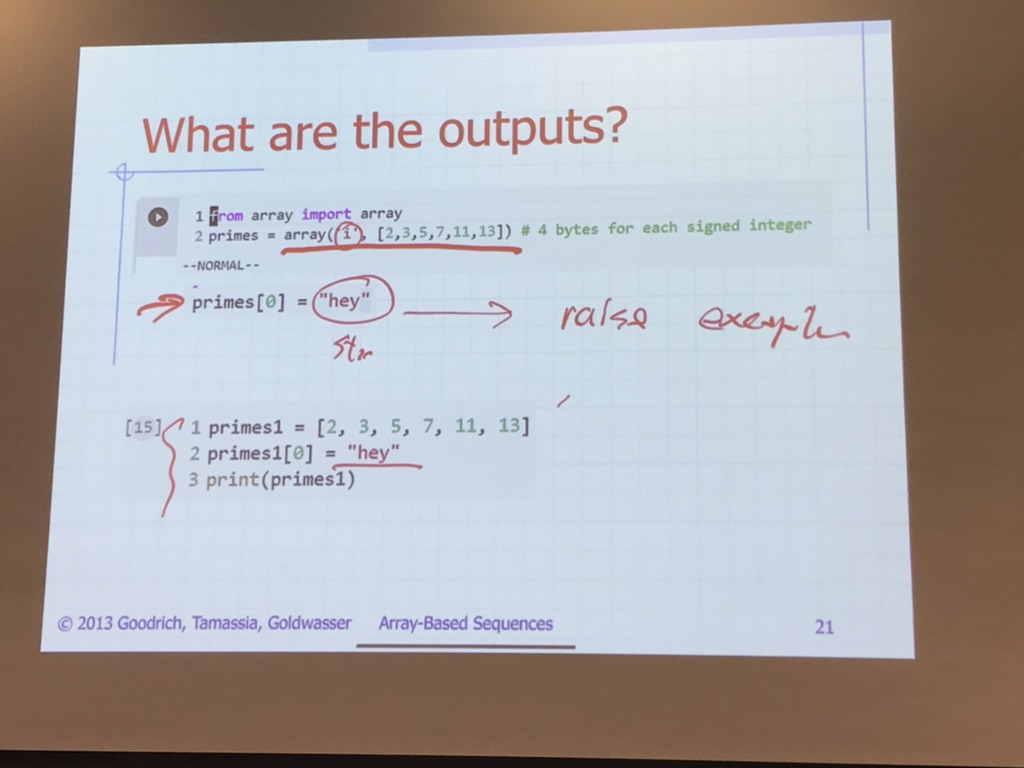 What are the outputs?
1 from array import array
2 primes = array('i', [2,3,5,7,11,13]) # 4 bytes for each signed integer
--NORMAL--
primes[0] = "hey" raise
str
[15] 1 primes1 = [2, 3, 5, 7, 11, 13]
2 primes1[0] = "hey"
3 print(primes1)
© 2013 Goodrich, Tamassia, Goldwasser Array-Based Sequences 21